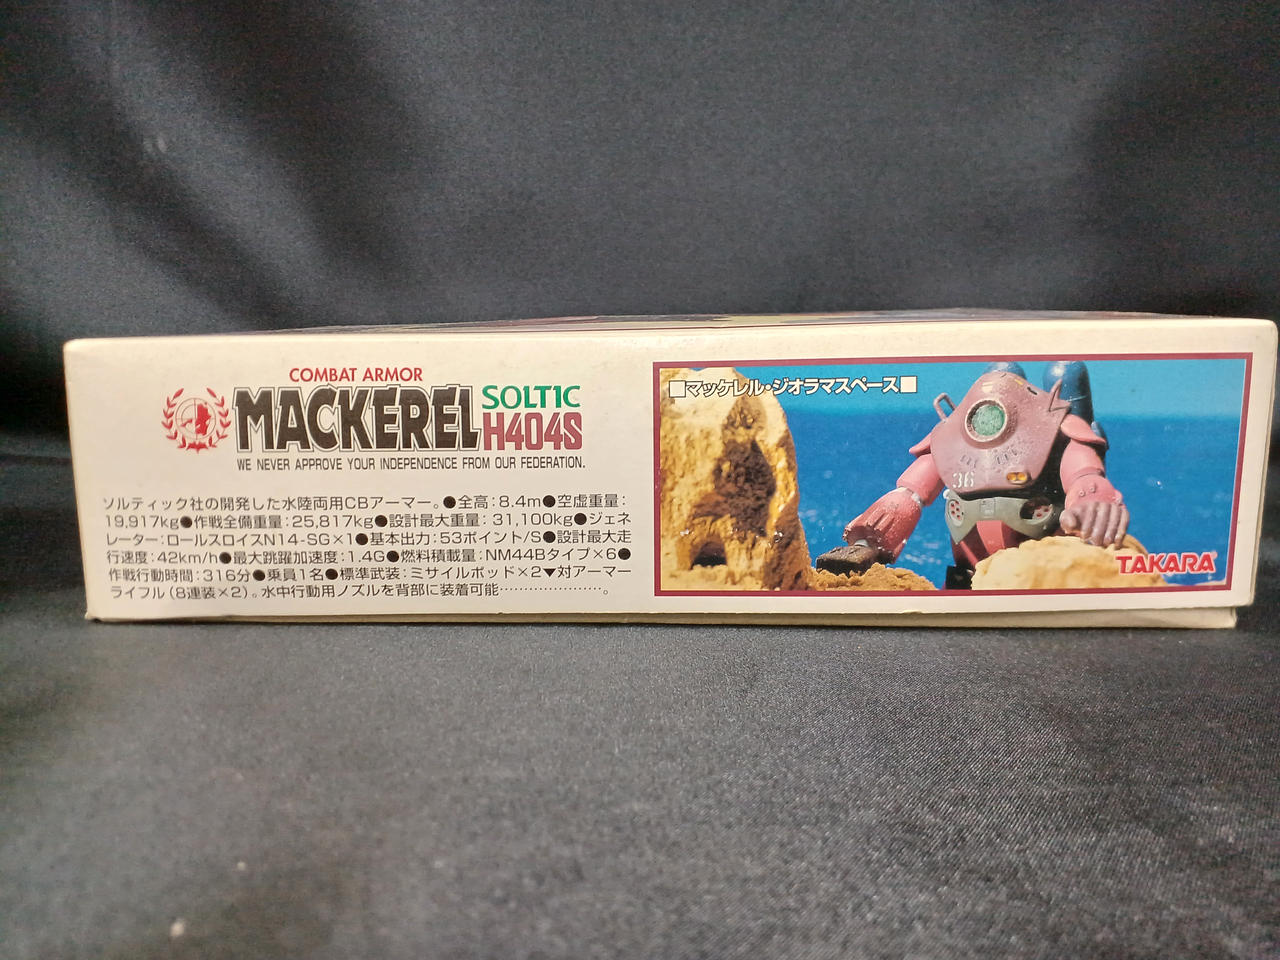 COMBAT ARMOR
MACKEREL SOLTIC
H404S
WE NEVER APPROVE YOUR INDEPENDENCE FROM OUR FEDERATION.
ソルティック社の開発した水陸両用CBアーマー。●全高：8.4m●空虚重量：
19,917kg●作戦全備重量：25,817kg●設計最大重量：31,100kg●ジェネ
レーター：ロールスロイスN14-SG×1●基本出力：53ポイント/S●設計最大走
行速度：42km/h●最大跳躍加速度：1.4G●燃料積載量：NM44Bタイプ×6●
作戦行動時間：316分●乗員1名●標準武装：ミサイルポッド×2▼対アーマー
ライフル（8連装×2）。水中行動用ノズルを背部に装着可能…………………。
■マッケレル・ジオラマスペース■
36
TAKARA